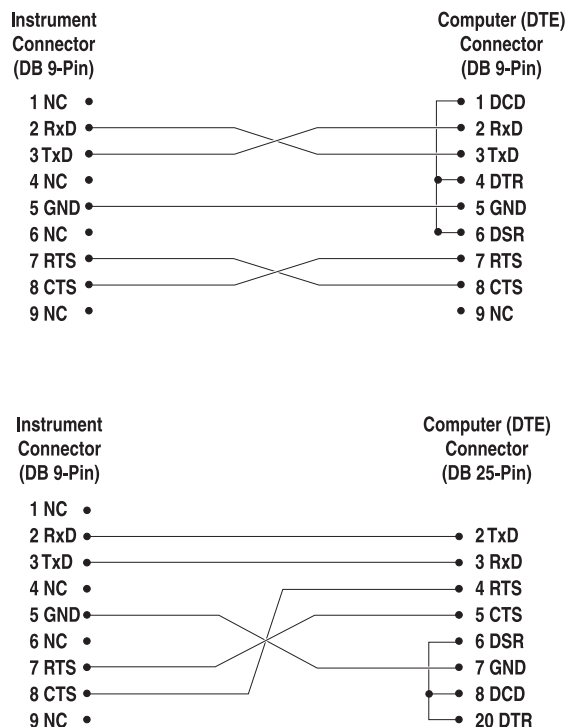 Instrument
Connector
(DB 9-Pin)
Computer (DTE)
Connector
(DB 9-Pin)
1 NC
1 DCD
2 RxD
2 RxD
3 TxD
3 TxD
4 NC
4 DTR
5 GND
5 GND
6 NC
6 DSR
7 RTS
7 RTS
8 CTS
8 CTS
9 NC
9 NC
Instrument
Connector
(DB 9-Pin)
Computer (DTE)
Connector
(DB 25-Pin)
1 NC
2 RxD
2 TxD
3 TxD
3 RxD
4 NC
4 RTS
5 GND
5 CTS
6 NC
6 DSR
7 RTS
7 GND
8 CTS
8 DCD
9 NC
20 DTR